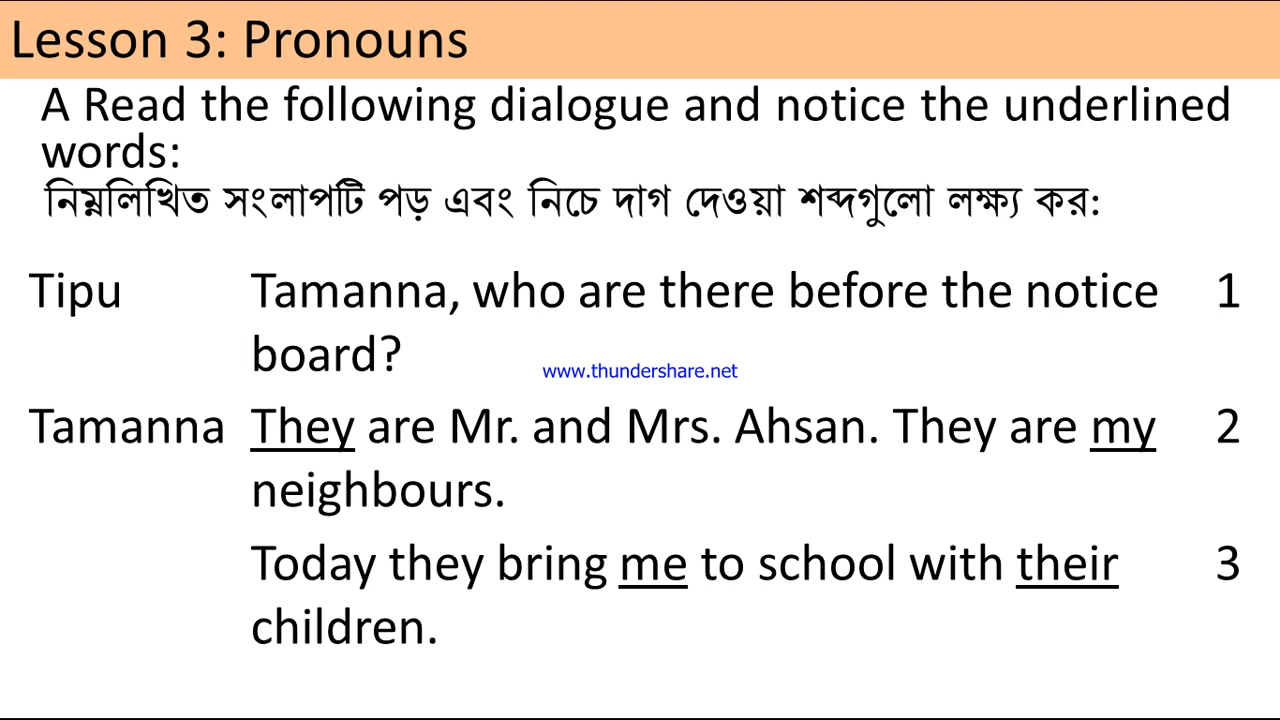 Lesson 3: Pronouns
A Read the following dialogue and notice the underlined
words:
নিম্নলিখিত সংলাপটি পড় এবং নিচে দাগ দেওয়া শব্দগুলো লক্ষ্য কর:
Tipu Tamanna, who are there before the notice 1
board?
www.thundershare.net
Tamanna They are Mr. and Mrs. Ahsan. They are my 2
neighbours.
Today they bring me to school with their 3
children.